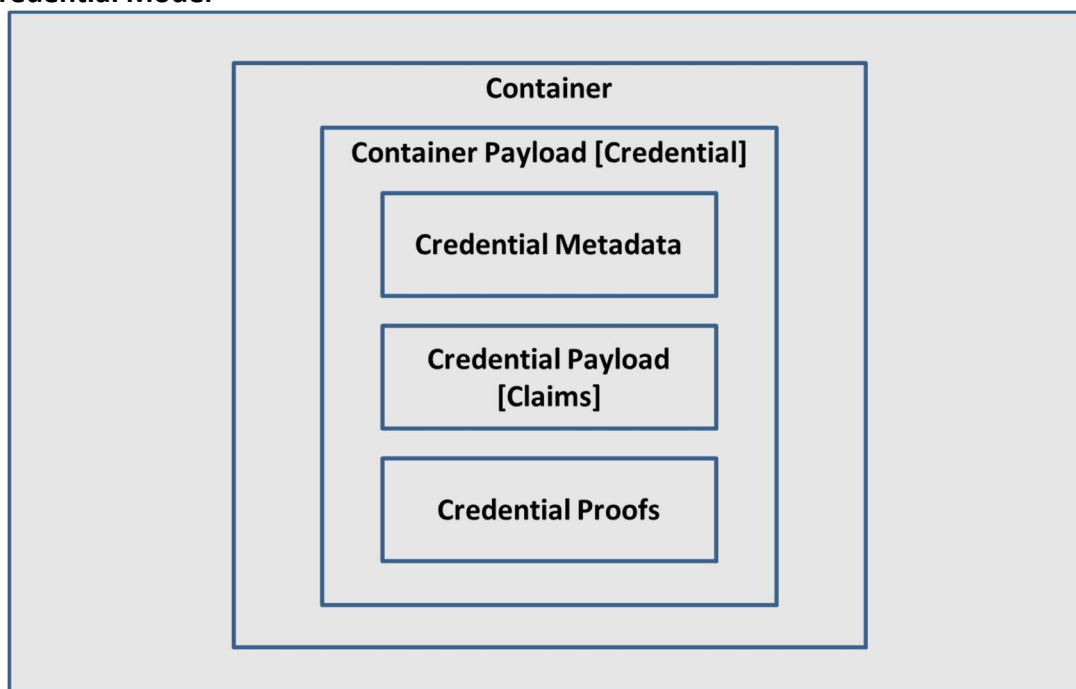 Container
Container Payload [Credential]
Credential Metadata
Credential Payload
[Claims]
Credential Proofs